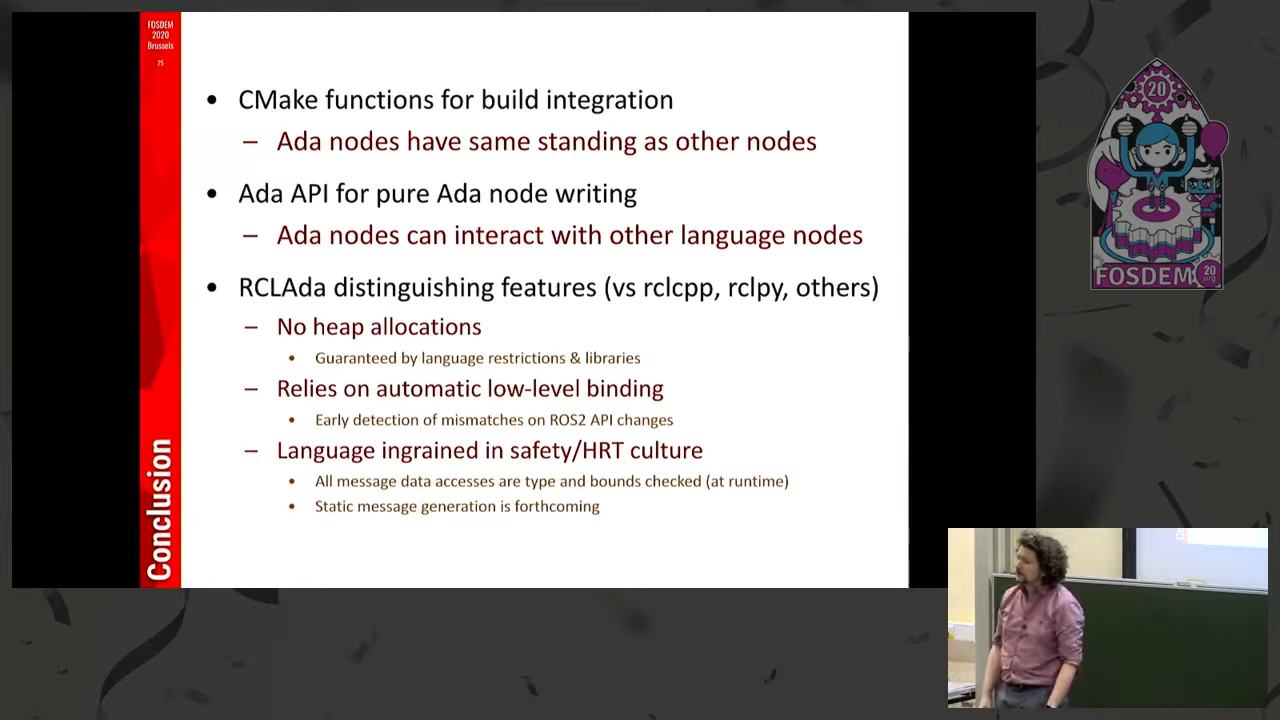 FOSDEM
2020
Brussels
25
Conclusion
• CMake functions for build integration
– Ada nodes have same standing as other nodes
• Ada API for pure Ada node writing
– Ada nodes can interact with other language nodes
• RCLAda distinguishing features (vs rclcpp, rclpy, others)
– No heap allocations
• Guaranteed by language restrictions & libraries
– Relies on automatic low-level binding
• Early detection of mismatches on ROS2 API changes
– Language ingrained in safety/HRT culture
• All message data accesses are type and bounds checked (at runtime)
• Static message generation is forthcoming
20
FOSDEM
20
.org